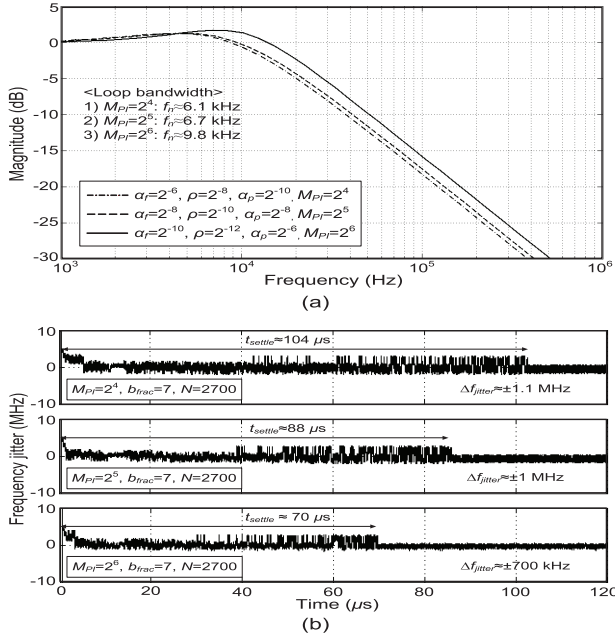 5
0
-5
-10
-15
-20
-25
-30
Magnitude (dB)
<Loop bandwidth>
1) M_PI=2^4: f_n≈6.1 kHz
2) M_PI=2^5: f_n≈6.7 kHz
3) M_PI=2^6: f_n≈9.8 kHz
α_f=2^-6, ρ=2^-8, α_p=2^-10, M_PI=2^4
α_f=2^-8, ρ=2^-10, α_p=2^-8, M_PI=2^5
α_f=2^-10, ρ=2^-12, α_p=2^-6, M_PI=2^6
10^3 10^4 10^5 10^6
Frequency (Hz)
(a)
Frequency jitter (MHz)
10
0
-10
t_settle≈104 µs
M_PI=2^4, b_frac=7, N=2700
Δf_jitter≈±1.1 MHz
10
0
-10
t_settle≈88 µs
M_PI=2^5, b_frac=7, N=2700
Δf_jitter≈±1 MHz
10
0
-10
t_settle ≈ 70 µs
M_PI=2^6, b_frac=7, N=2700
Δf_jitter≈±700 kHz
0 20 40 60 80 100 120
Time (µs)
(b)